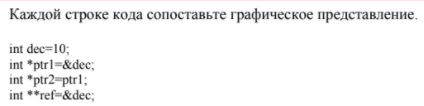 Каждой строке кода сопоставьте графическое представление.
int dec=10;
int *ptr1=&dec;
int *ptr2=ptr1;
int **ref=&dec;